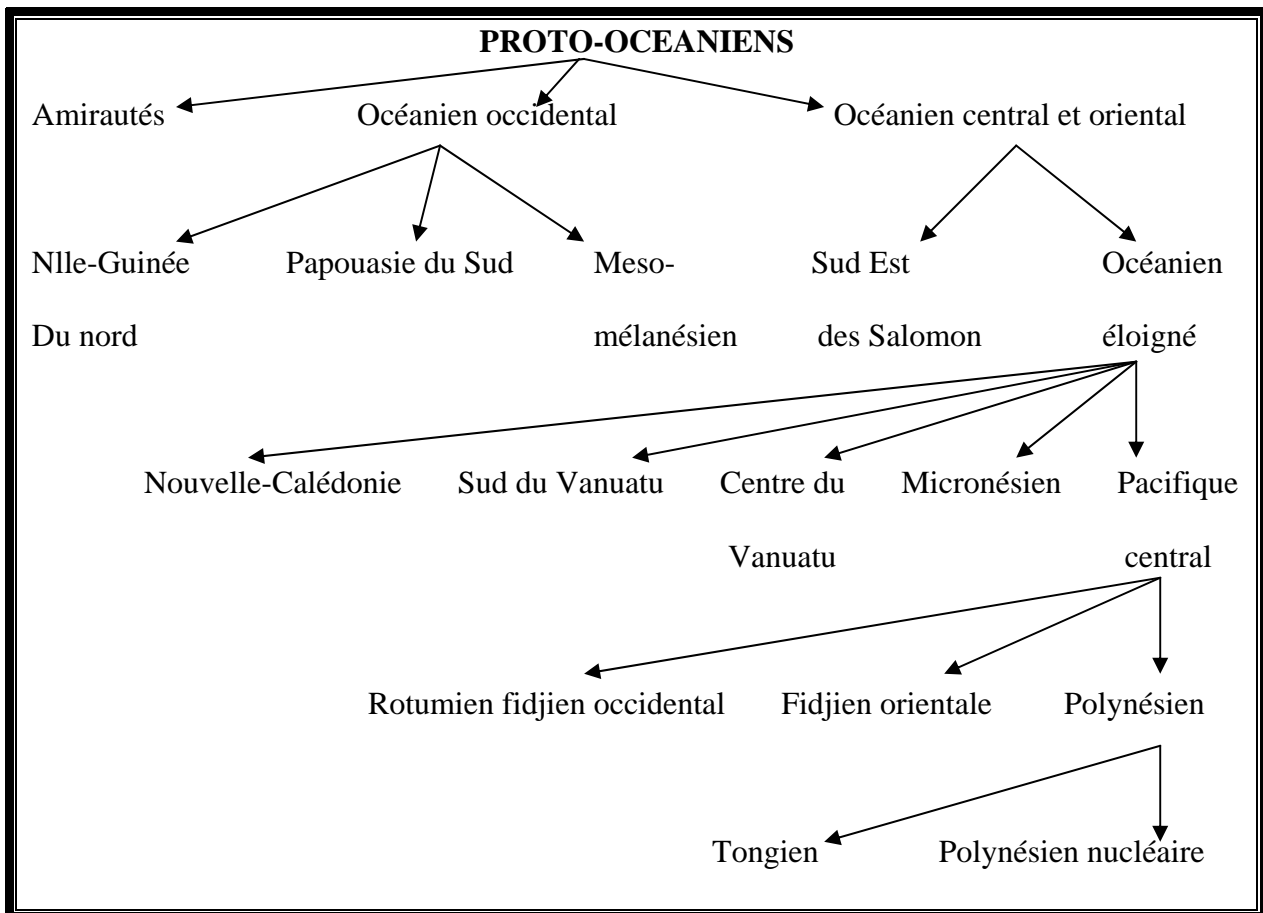 PROTO-OCEANIENS
Amirautés Océanien occidental Océanien central et oriental
Nlle-Guinée Papouasie du Sud Meso- Sud Est Océanien
Du nord mélanésien des Salomon éloigné
Nouvelle-Calédonie Sud du Vanuatu Centre du Micronésien Pacifique
Vanuatu central
Rotumien fidjien occidental Fidjien orientale Polynésien
Tongien Polynésien nucléaire